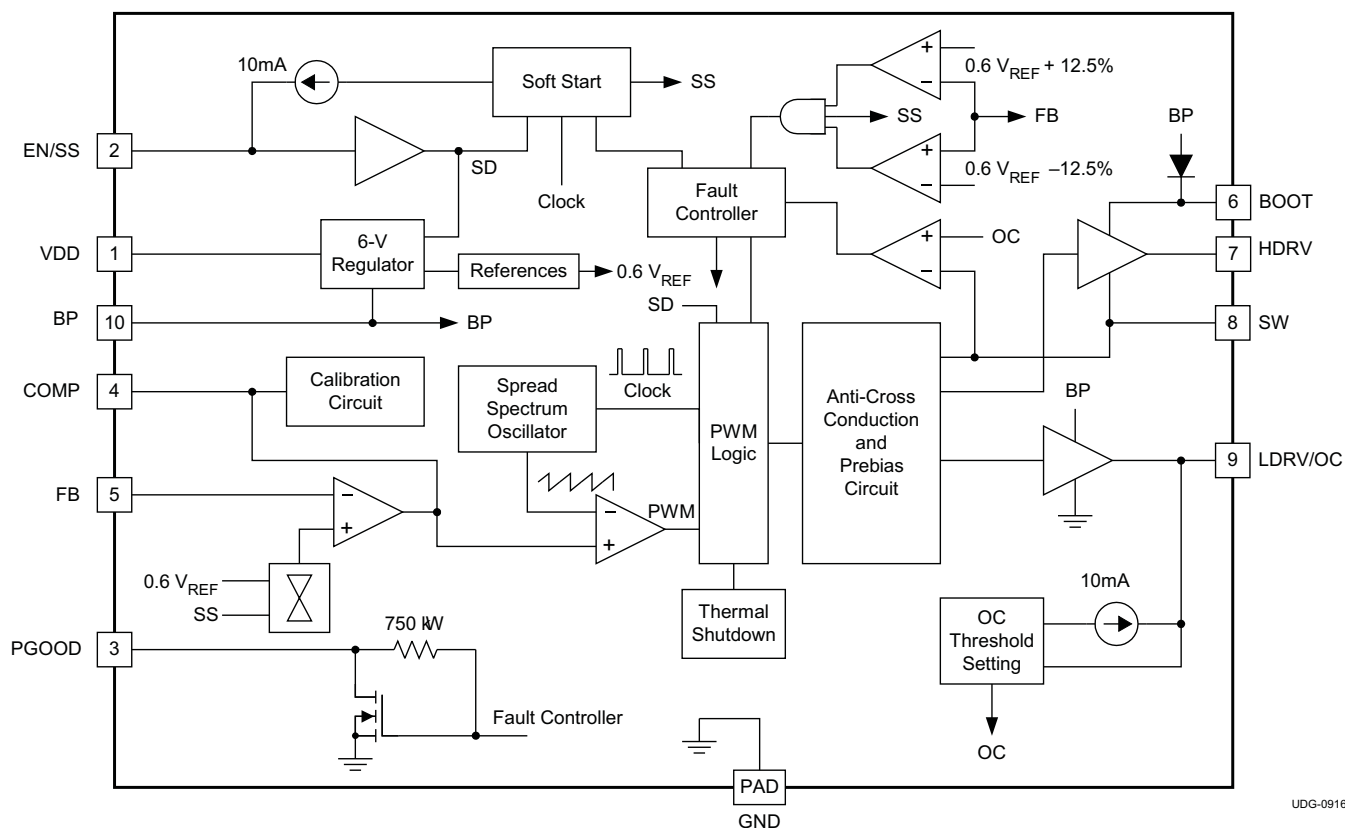 10mA
Soft Start
SS
+
−
0.6 VREF + 12.5%
SS
FB
BP
EN/SS
2
SD
Clock
+
−
0.6 VREF −12.5%
Fault
Controller
6
BOOT
VDD
1
6-V
Regulator
References
0.6 VREF
+
−
OC
7
HDRV
SD
BP
10
BP
8
SW
COMP
4
Calibration
Circuit
Spread
Spectrum
Oscillator
Clock
PWM
Logic
Anti-Cross
Conduction
and
Prebias
Circuit
BP
9
LDRV/OC
FB
5
−
+
−
+
PWM
0.6 VREF
SS
Thermal
Shutdown
10mA
OC
Threshold
Setting
PGOOD
3
750 kW
Fault Controller
OC
PAD
GND
UDG-0916